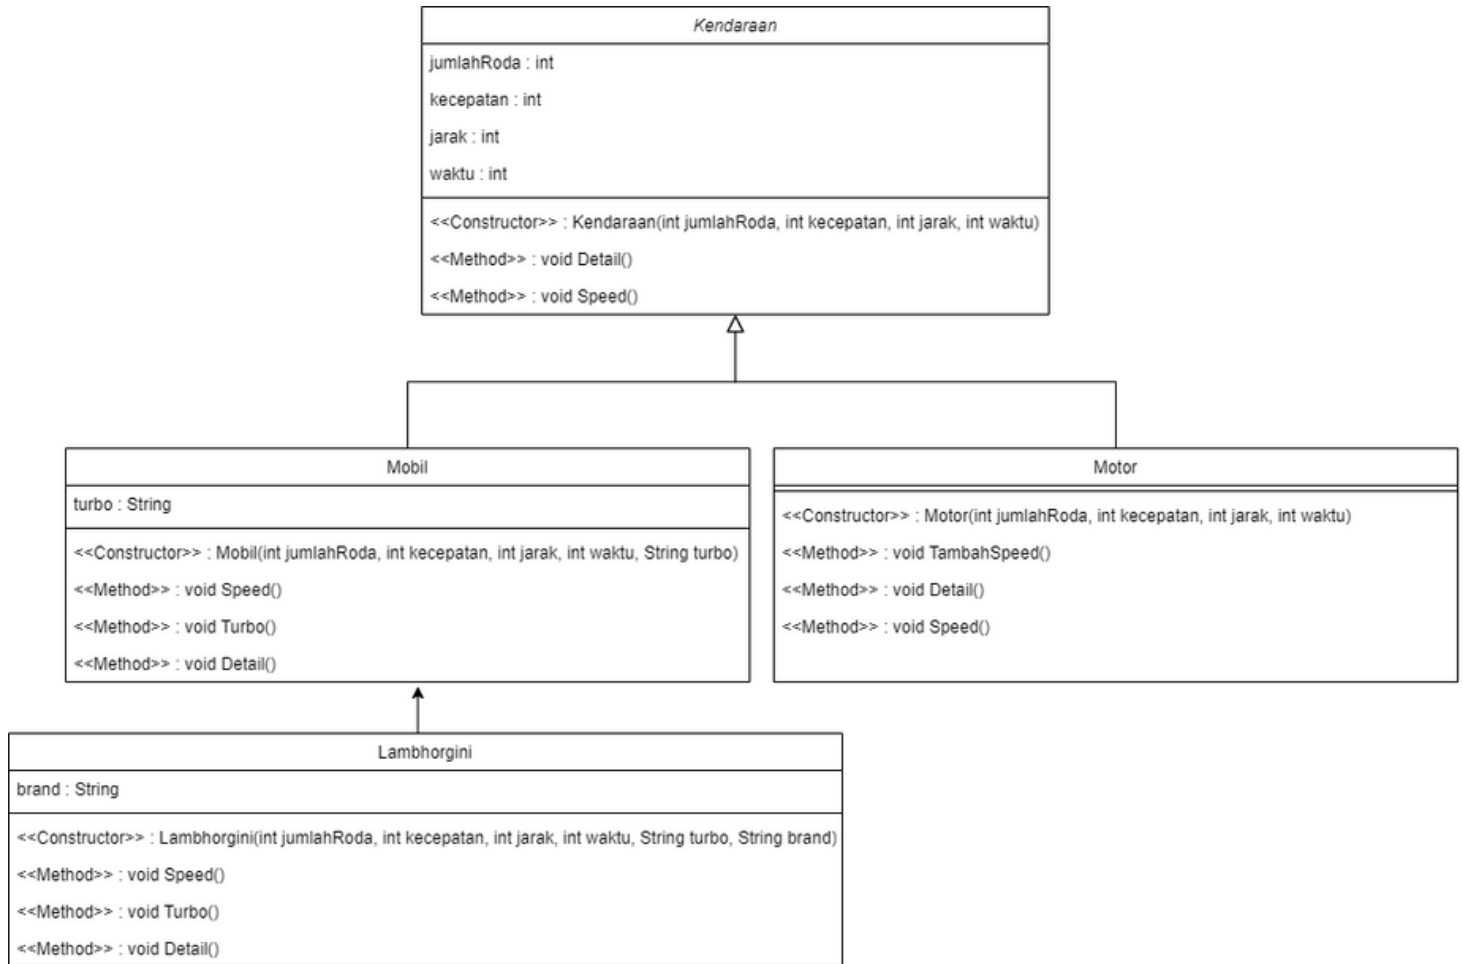 Kendaraan
jumlahRoda : int
kecepatan : int
jarak : int
waktu : int
<<Constructor>> : Kendaraan(int jumlahRoda, int kecepatan, int jarak, int waktu)
<<Method>> : void Detail()
<<Method>> : void Speed()
Mobil
turbo : String
<<Constructor>> : Mobil(int jumlahRoda, int kecepatan, int jarak, int waktu, String turbo)
<<Method>> : void Speed()
<<Method>> : void Turbo()
<<Method>> : void Detail()
Motor
<<Constructor>> : Motor(int jumlahRoda, int kecepatan, int jarak, int waktu)
<<Method>> : void TambahSpeed()
<<Method>> : void Detail()
<<Method>> : void Speed()
Lambhorgini
brand : String
<<Constructor>> : Lambhorgini(int jumlahRoda, int kecepatan, int jarak, int waktu, String turbo, String brand)
<<Method>> : void Speed()
<<Method>> : void Turbo()
<<Method>> : void Detail()